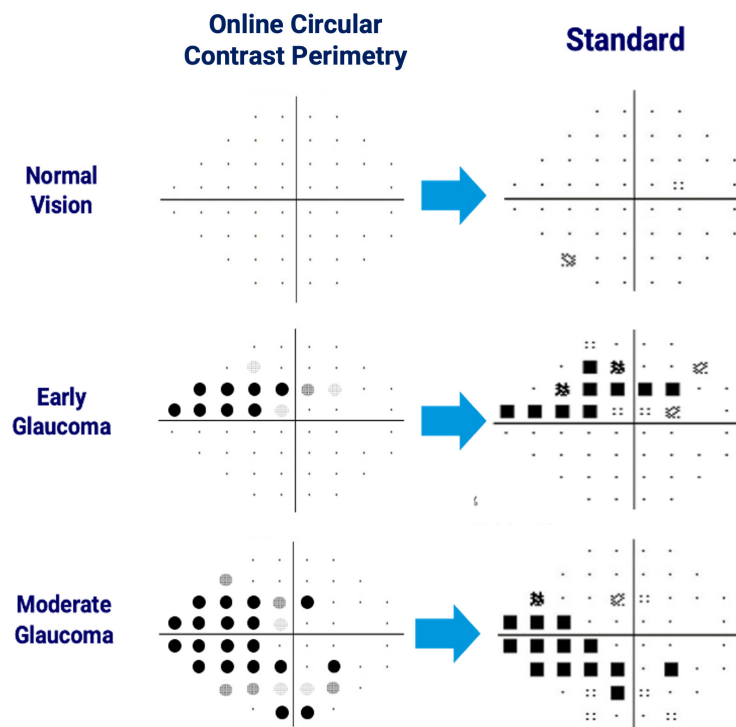 Online Circular
Contrast Perimetry
Standard
Normal
Vision
Early
Glaucoma
Moderate
Glaucoma